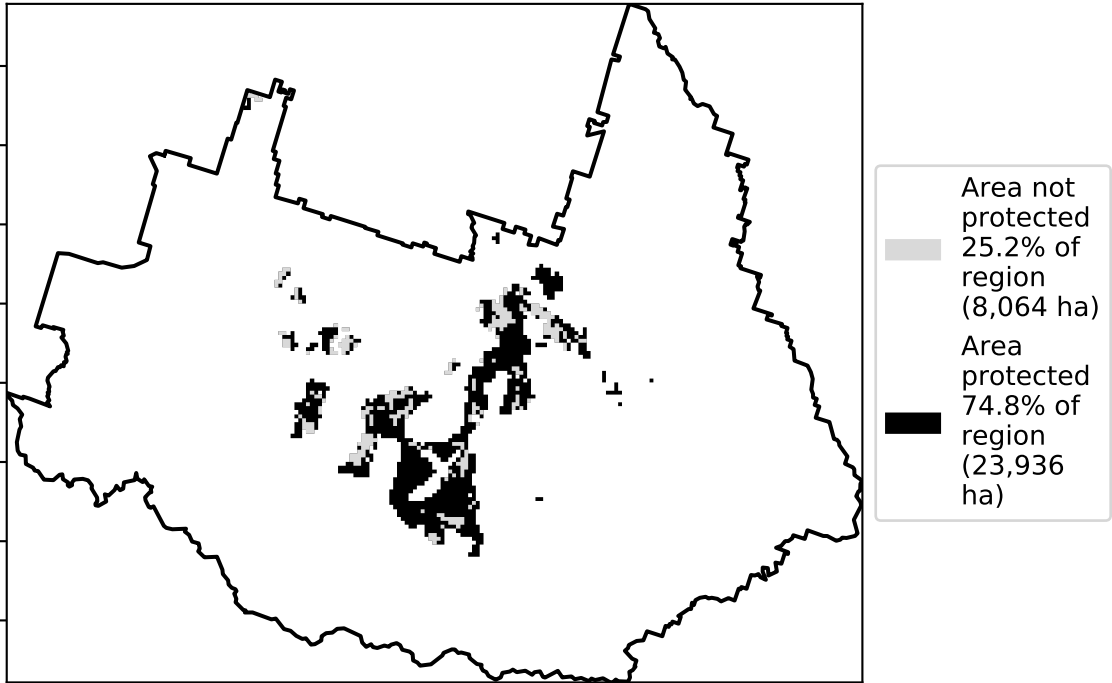 Area not
protected
25.2% of
region
(8,064 ha)
Area
protected
74.8% of
region
(23,936
ha)